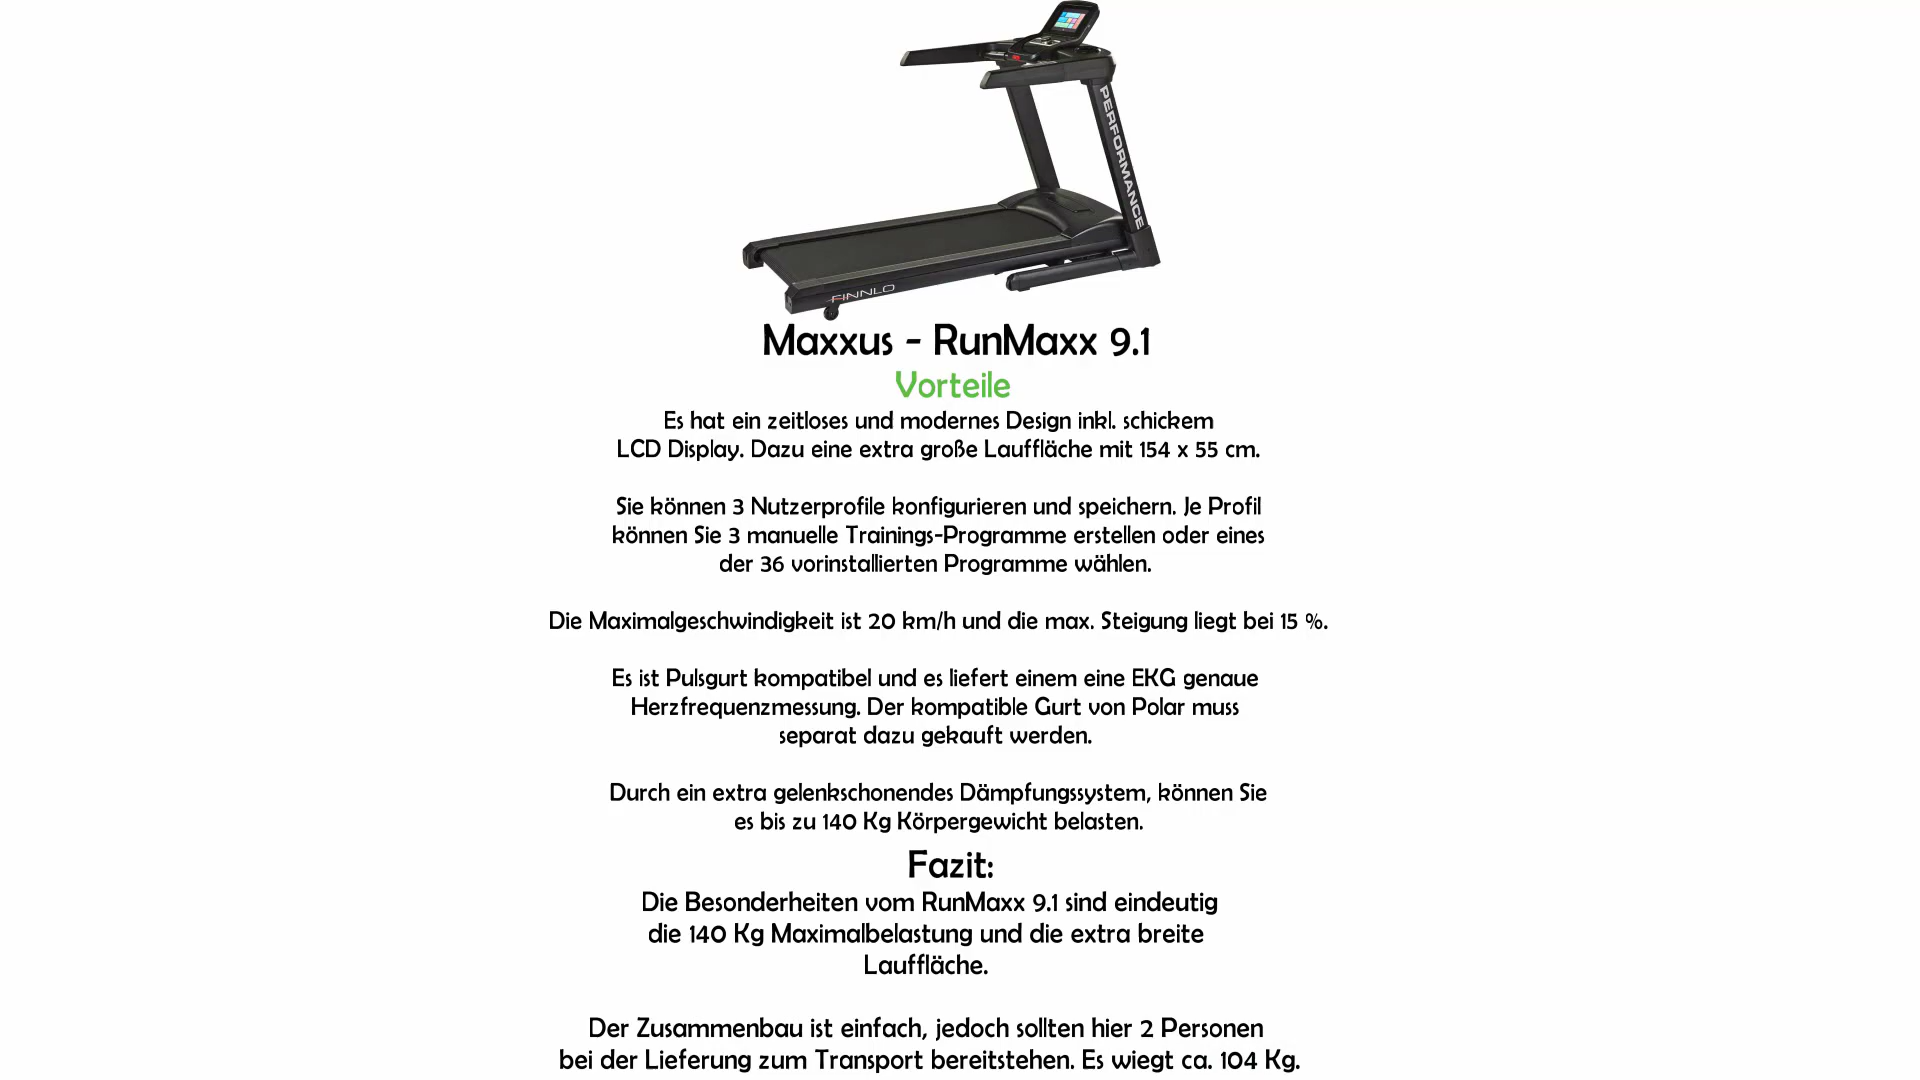 PERFORMANCE
FINNLO
Maxxus - RunMaxx 9.1
Vorteile
Es hat ein zeitloses und modernes Design inkl. schickem
LCD Display. Dazu eine extra große Lauffläche mit 154 x 55 cm.
Sie können 3 Nutzerprofile konfigurieren und speichern. Je Profil
können Sie 3 manuelle Trainings-Programme erstellen oder eines
der 36 vorinstallierten Programme wählen.
Die Maximalgeschwindigkeit ist 20 km/h und die max. Steigung liegt bei 15 %.
Es ist Pulsgurt kompatibel und es liefert einem eine EKG genaue
Herzfrequenzmessung. Der kompatible Gurt von Polar muss
separat dazu gekauft werden.
Durch ein extra gelenkschonendes Dämpfungssystem, können Sie
es bis zu 140 Kg Körpergewicht belasten.
Fazit:
Die Besonderheiten vom RunMaxx 9.1 sind eindeutig
die 140 Kg Maximalbelastung und die extra breite
Lauffläche.
Der Zusammenbau ist einfach, jedoch sollten hier 2 Personen
bei der Lieferung zum Transport bereitstehen. Es wiegt ca. 104 Kg.